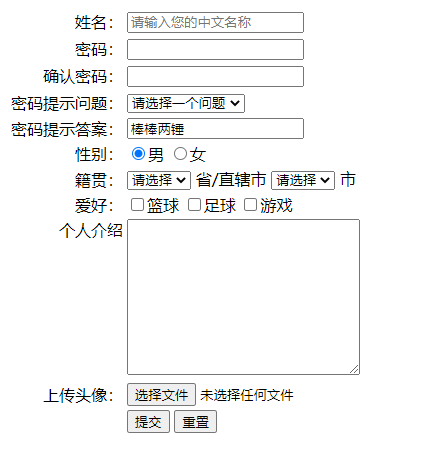 姓名： 请输入您的中文名称
密码：
确认密码：
密码提示问题： 请选择一个问题
密码提示答案： 棒棒两锤
性别： 男 女
籍贯： 请选择 省/直辖市 请选择 市
爱好： 篮球 足球 游戏
个人介绍
上传头像： 选择文件 未选择任何文件
提交 重置